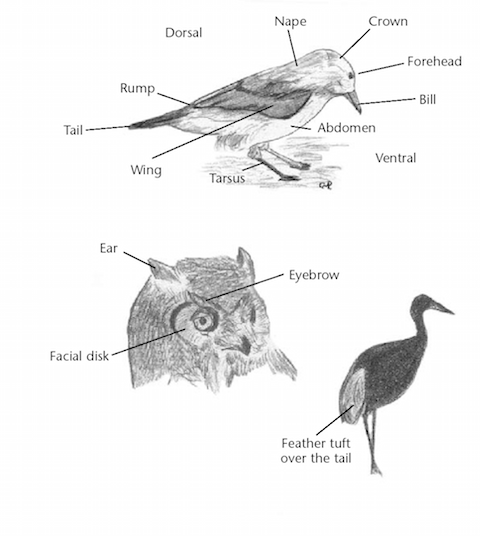 Dorsal
Nape
Crown
Forehead
Rump
Bill
Tail
Abdomen
Wing
Tarsus
Ventral
Ear
Eyebrow
Facial disk
Feather tuft
over the tail